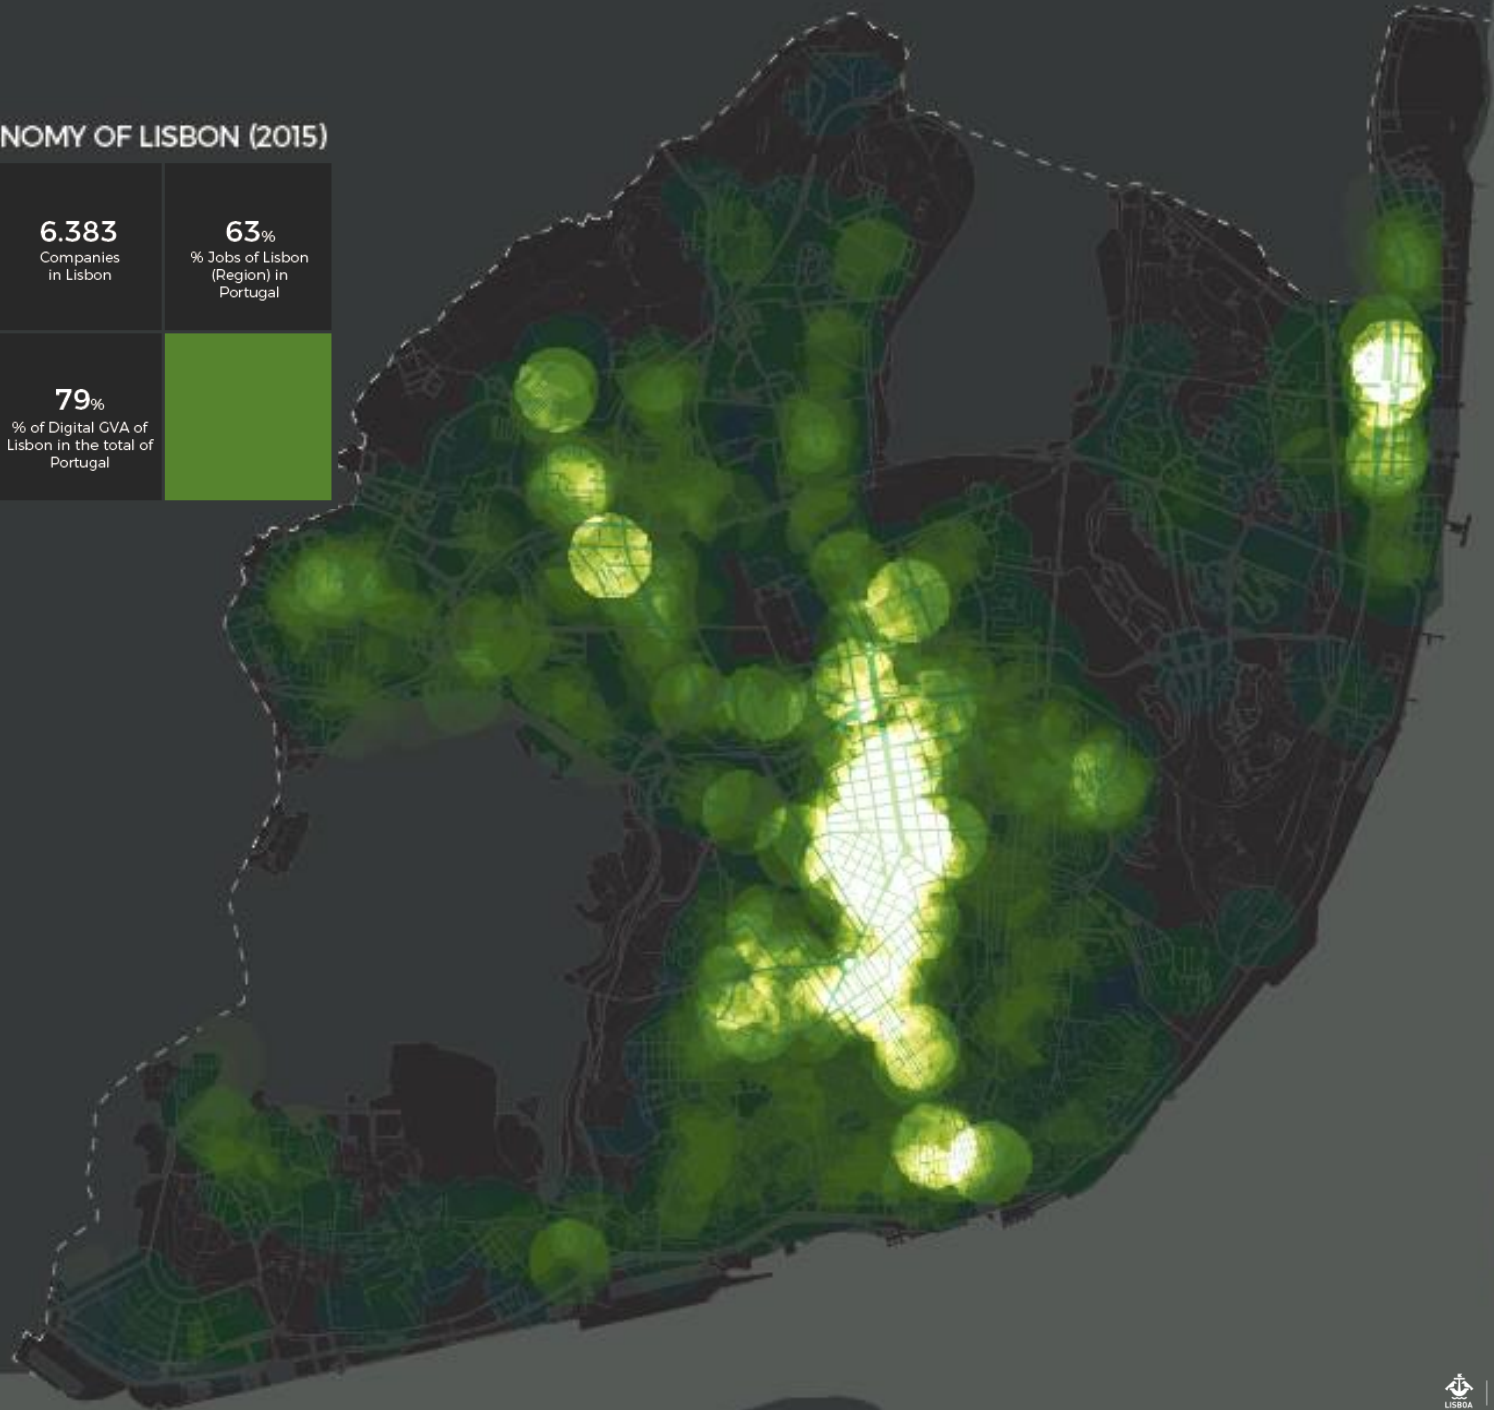 NOMY OF LISBON (2015)
6.383
Companies
in Lisbon
63%
% Jobs of Lisbon
(Region) in
Portugal
79%
% of Digital GVA of
Lisbon in the total of
Portugal
LISBOA